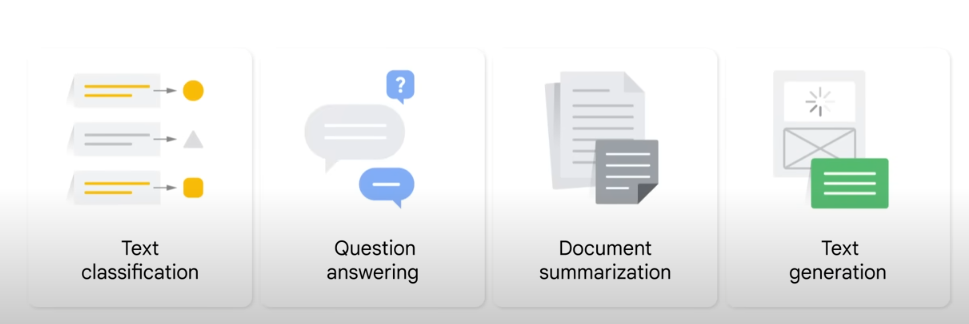 ?
Text
classification
Question
answering
Document
summarization
Text
generation